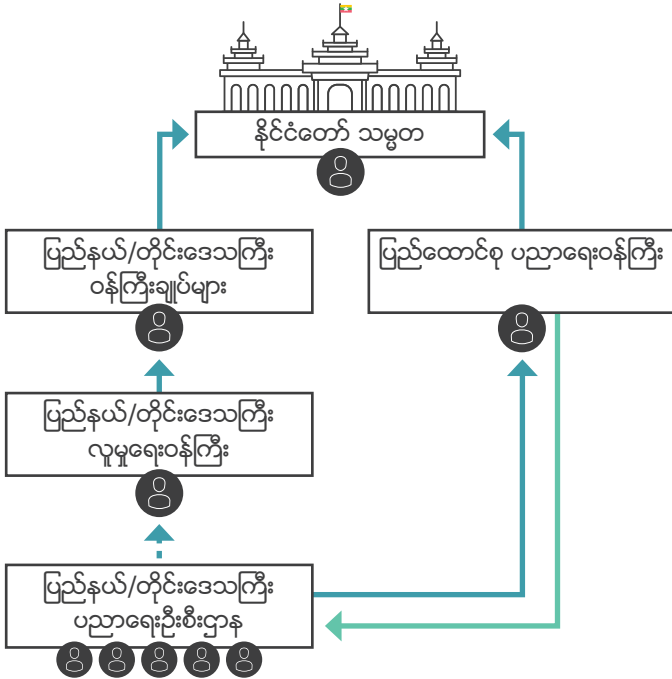 နိုင်ငံတော် သမ္မတ
ပြည်နယ်/တိုင်းဒေသကြီး
ဝန်ကြီးချုပ်များ
ပြည်ထောင်စု ပညာရေးဝန်ကြီး
ပြည်နယ်/တိုင်းဒေသကြီး
လူမှုရေးဝန်ကြီး
ပြည်နယ်/တိုင်းဒေသကြီး
ပညာရေးဦးစီးဌာန